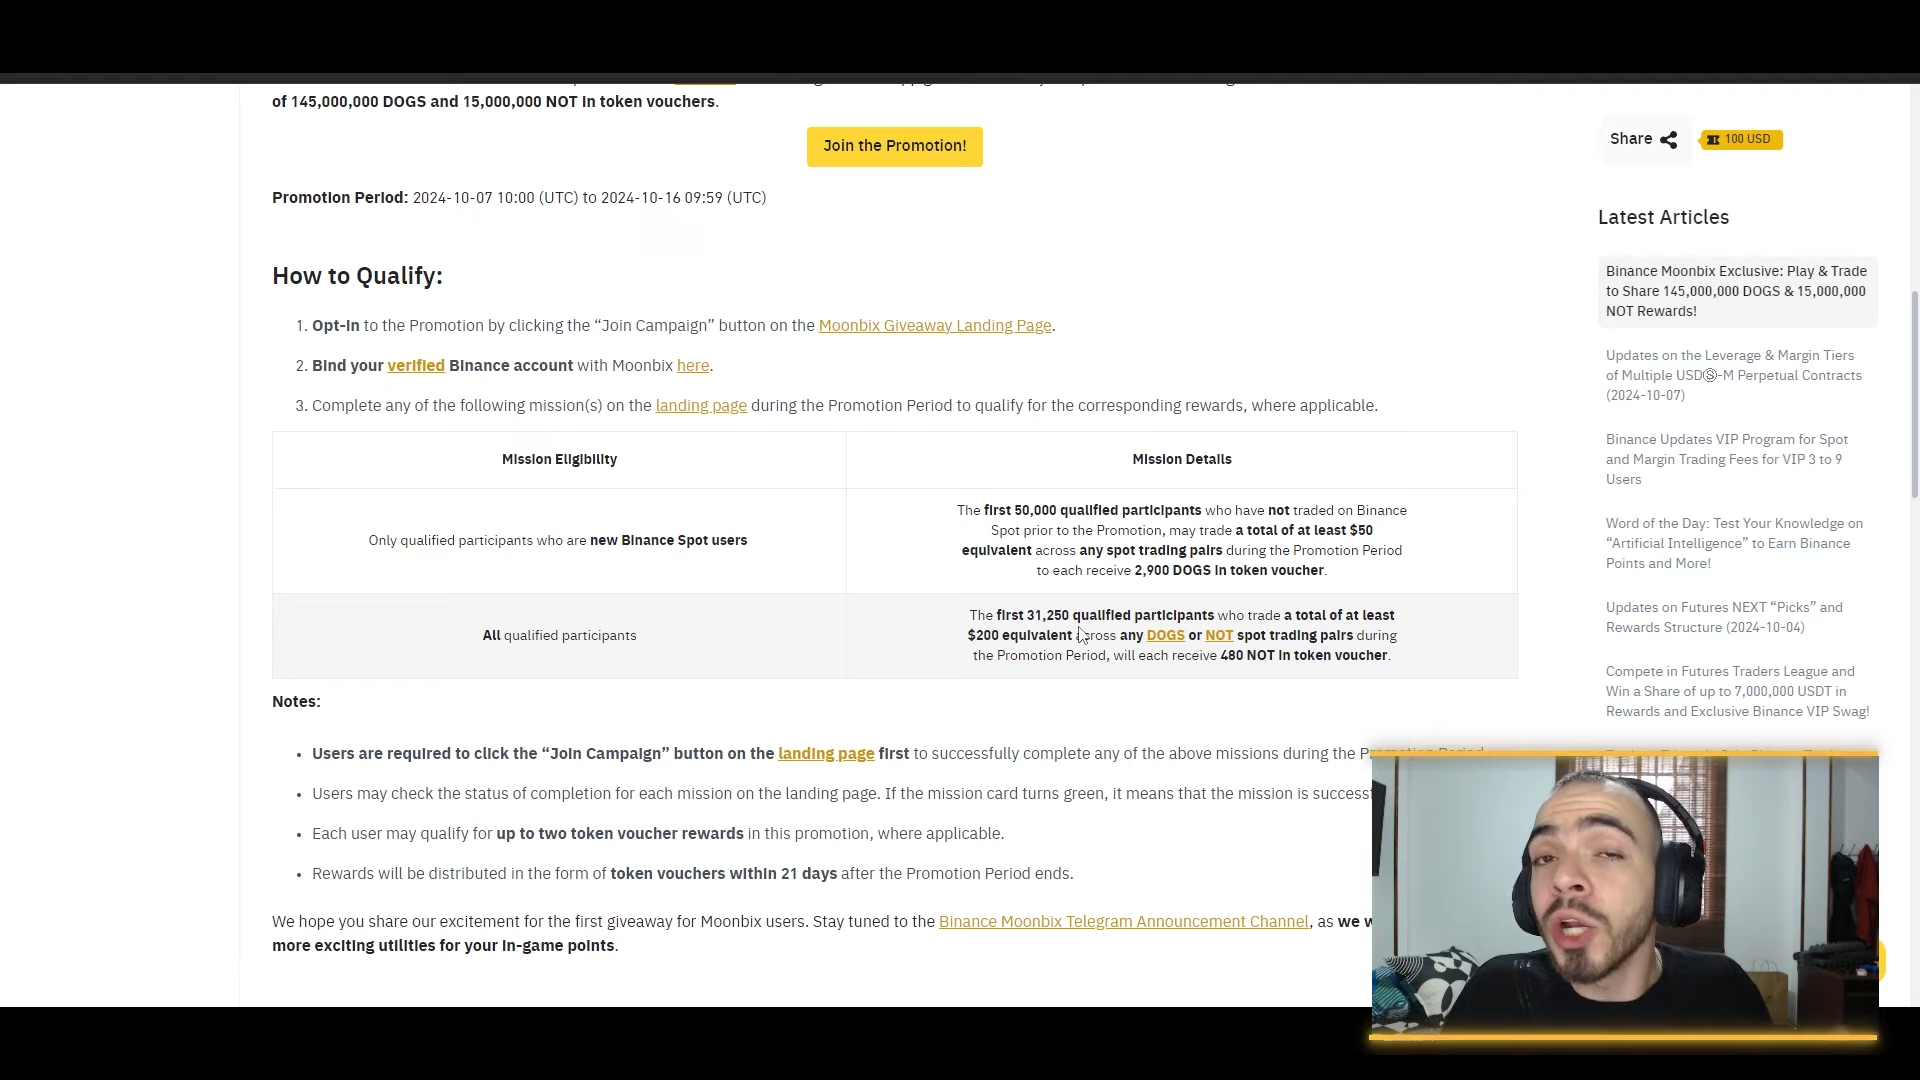 of 145,000,000 DOGS and 15,000,000 NOT in token vouchers.
Join the Promotion!
Promotion Period: 2024-10-07 10:00 (UTC) to 2024-10-16 09:59 (UTC)
How to Qualify:
1. Opt-in to the Promotion by clicking the “Join Campaign” button on the Moonbix Giveaway Landing Page.
2. Bind your verified Binance account with Moonbix here.
3. Complete any of the following mission(s) on the landing page during the Promotion Period to qualify for the corresponding rewards, where applicable.
Mission Eligibility
Mission Details
Only qualified participants who are new Binance Spot users
The first 50,000 qualified participants who have not traded on Binance
Spot prior to the Promotion, may trade a total of at least $50
equivalent across any spot trading pairs during the Promotion Period
to each receive 2,900 DOGS in token voucher.
All qualified participants
The first 31,250 qualified participants who trade a total of at least
$200 equivalent across any DOGS or NOT spot trading pairs during
the Promotion Period, will each receive 480 NOT in token voucher.
Notes:
• Users are required to click the “Join Campaign” button on the landing page first to successfully complete any of the above missions during the Promotion Period
• Users may check the status of completion for each mission on the landing page. If the mission card turns green, it means that the mission is success
• Each user may qualify for up to two token voucher rewards in this promotion, where applicable.
• Rewards will be distributed in the form of token vouchers within 21 days after the Promotion Period ends.
We hope you share our excitement for the first giveaway for Moonbix users. Stay tuned to the Binance Moonbix Telegram Announcement Channel, as we
more exciting utilities for your in-game points.
Share
100 USD
Latest Articles
Binance Moonbix Exclusive: Play & Trade
to Share 145,000,000 DOGS & 15,000,000
NOT Rewards!
Updates on the Leverage & Margin Tiers
of Multiple USDⓈ-M Perpetual Contracts
(2024-10-07)
Binance Updates VIP Program for Spot
and Margin Trading Fees for VIP 3 to 9
Users
Word of the Day: Test Your Knowledge on
“Artificial Intelligence” to Earn Binance
Points and More!
Updates on Futures NEXT “Picks” and
Rewards Structure (2024-10-04)
Compete in Futures Traders League and
Win a Share of up to 7,000,000 USDT in
Rewards and Exclusive Binance VIP Swag!